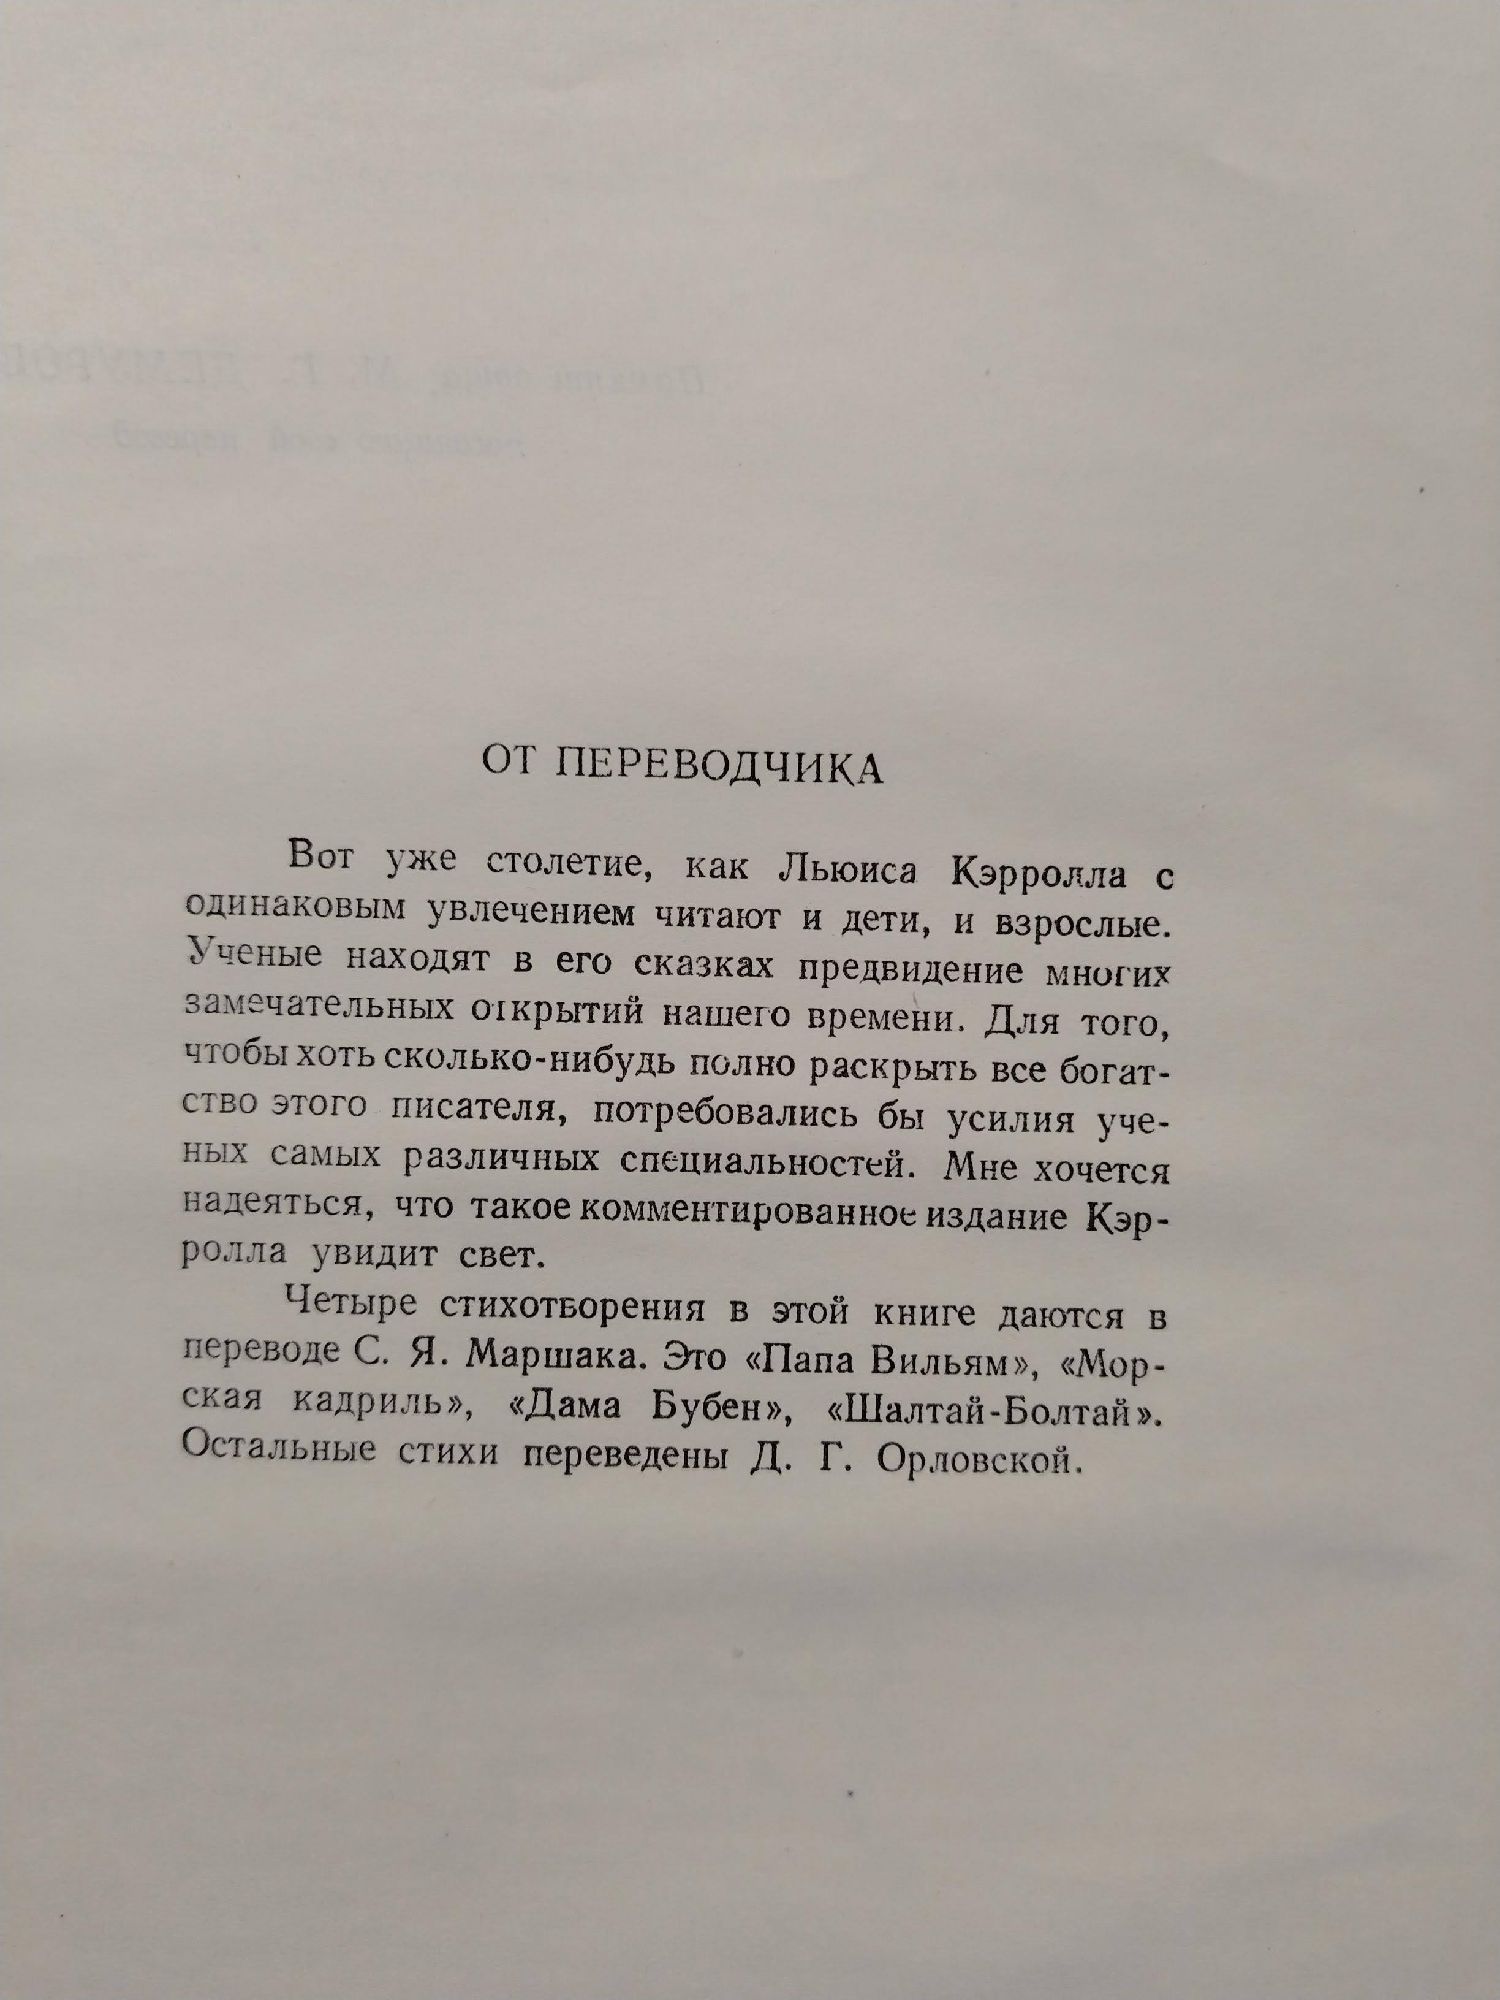 ОТ ПЕРЕВОДЧИКА
Вот уже столетие, как Льюиса Кэрролла с
одинаковым увлечением читают и дети, и взрослые.
Ученые находят в его сказках предвидение многих
замечательных открытий нашего времени. Для того,
чтобы хоть сколько-нибудь полно раскрыть все богат-
ство этого писателя, потребовались бы усилия уче-
ных самых различных специальностей. Мне хочется
надеяться, что такое комментированное издание Кэр-
ролла увидит свет.
Четыре стихотворения в этой книге даются в
переводе С. Я. Маршака. Это «Папа Вильям», «Мор-
ская кадриль», «Дама Бубен», «Шалтай-Болтай».
Остальные стихи переведены Д. Г. Орловской.